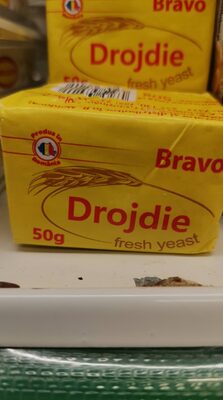 Bravo
Drojdie
fresh yeast
50g
Produs în
România
Bravo
Drojdie
fresh yeast
50g